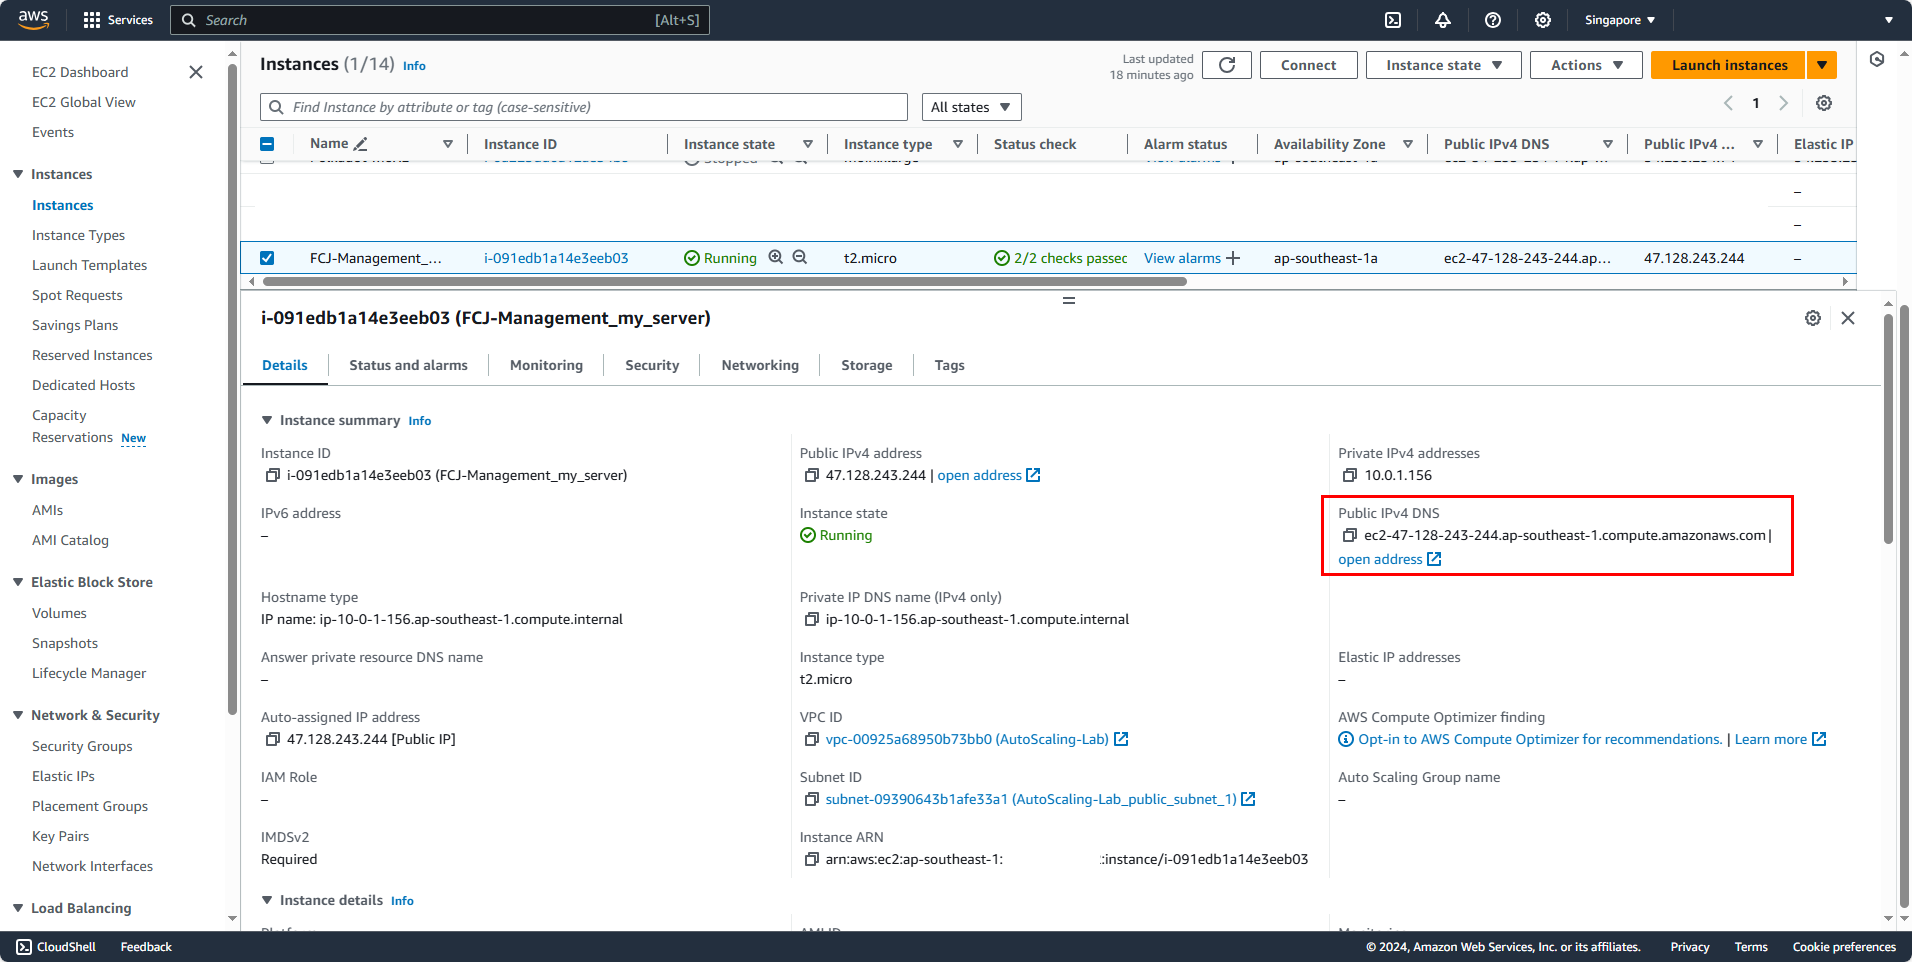 aws
Services
Search
[Alt+S]
Singapore
EC2 Dashboard
EC2 Global View
Events
Instances
Instances
Instance Types
Launch Templates
Spot Requests
Savings Plans
Reserved Instances
Dedicated Hosts
Capacity
Reservations New
Images
AMIs
AMI Catalog
Elastic Block Store
Volumes
Snapshots
Lifecycle Manager
Network & Security
Security Groups
Elastic IPs
Placement Groups
Key Pairs
Network Interfaces
Load Balancing
Instances (1/14) Info
Last updated
18 minutes ago
Connect
Instance state
Actions
Launch instances
Find Instance by attribute or tag (case-sensitive)
All states
1
Name Instance ID Instance state Instance type Status check Alarm status Availability Zone Public IPv4 DNS Public IPv4 ... Elastic IP
–
–
FCJ-Management_... i-091edb1a14e3eeb03 Running t2.micro 2/2 checks passed View alarms ap-southeast-1a ec2-47-128-243-244.ap... 47.128.243.244 –
i-091edb1a14e3eeb03 (FCJ-Management_my_server)
Details Status and alarms Monitoring Security Networking Storage Tags
Instance summary Info
Instance ID
i-091edb1a14e3eeb03 (FCJ-Management_my_server)
Public IPv4 address
47.128.243.244 | open address
Private IPv4 addresses
10.0.1.156
IPv6 address
–
Instance state
Running
Public IPv4 DNS
ec2-47-128-243-244.ap-southeast-1.compute.amazonaws.com |
open address
Hostname type
IP name: ip-10-0-1-156.ap-southeast-1.compute.internal
Private IP DNS name (IPv4 only)
ip-10-0-1-156.ap-southeast-1.compute.internal
Answer private resource DNS name
–
Instance type
t2.micro
Elastic IP addresses
–
Auto-assigned IP address
47.128.243.244 [Public IP]
VPC ID
vpc-00925a68950b73bb0 (AutoScaling-Lab)
AWS Compute Optimizer finding
Opt-in to AWS Compute Optimizer for recommendations. | Learn more
IAM Role
–
Subnet ID
subnet-09390643b1afe33a1 (AutoScaling-Lab_public_subnet_1)
Auto Scaling Group name
–
IMDSv2
Required
Instance ARN
arn:aws:ec2:ap-southeast-1: :instance/i-091edb1a14e3eeb03
Instance details Info
CloudShell
Feedback
© 2024, Amazon Web Services, Inc. or its affiliates.
Privacy
Terms
Cookie preferences